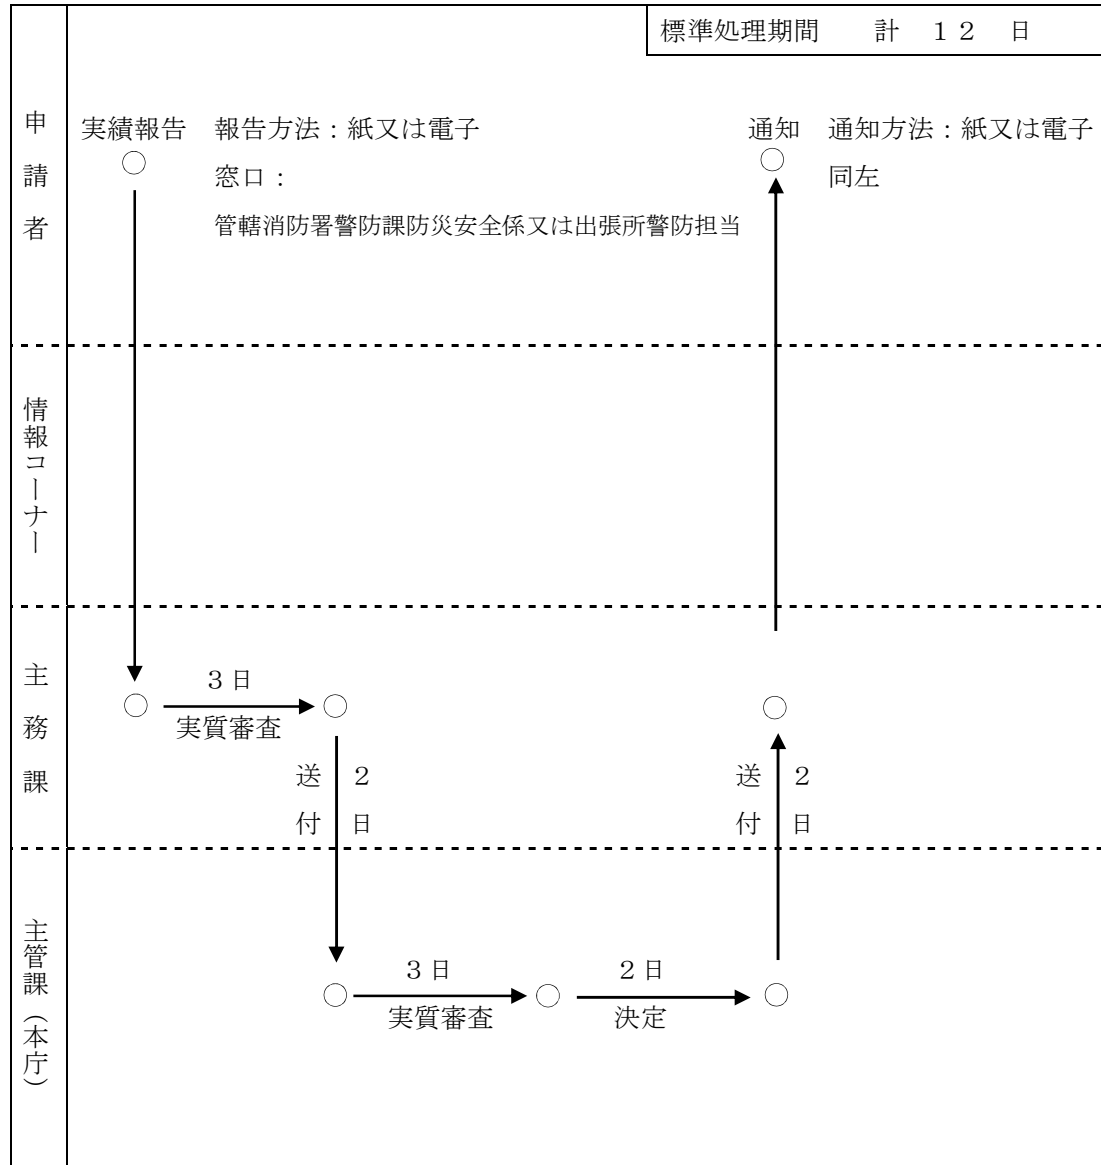 標準処理期間　計　１２　日
申請者
実績報告　報告方法：紙又は電子
窓口：
管轄消防署警防課防災安全係又は出張所警防担当
通知　通知方法：紙又は電子
同左
情報コーナー
主務課
３日
実質審査
送付
２日
送付
２日
主管課（本庁）
３日
実質審査
２日
決定